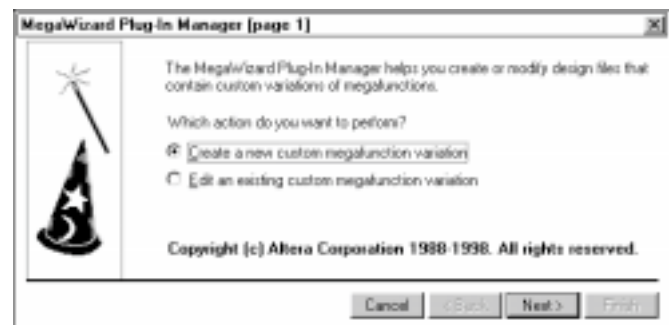 MegaWizard Plug-In Manager [page 1]
The MegaWizard Plug-In Manager helps you create or modify design files that
contain custom variations of megafunctions.
Which action do you want to perform?
Create a new custom megafunction variation
Edit an existing custom megafunction variation
Copyright (c) Altera Corporation 1988-1998. All rights reserved.
Cancel < Back Next > Finish